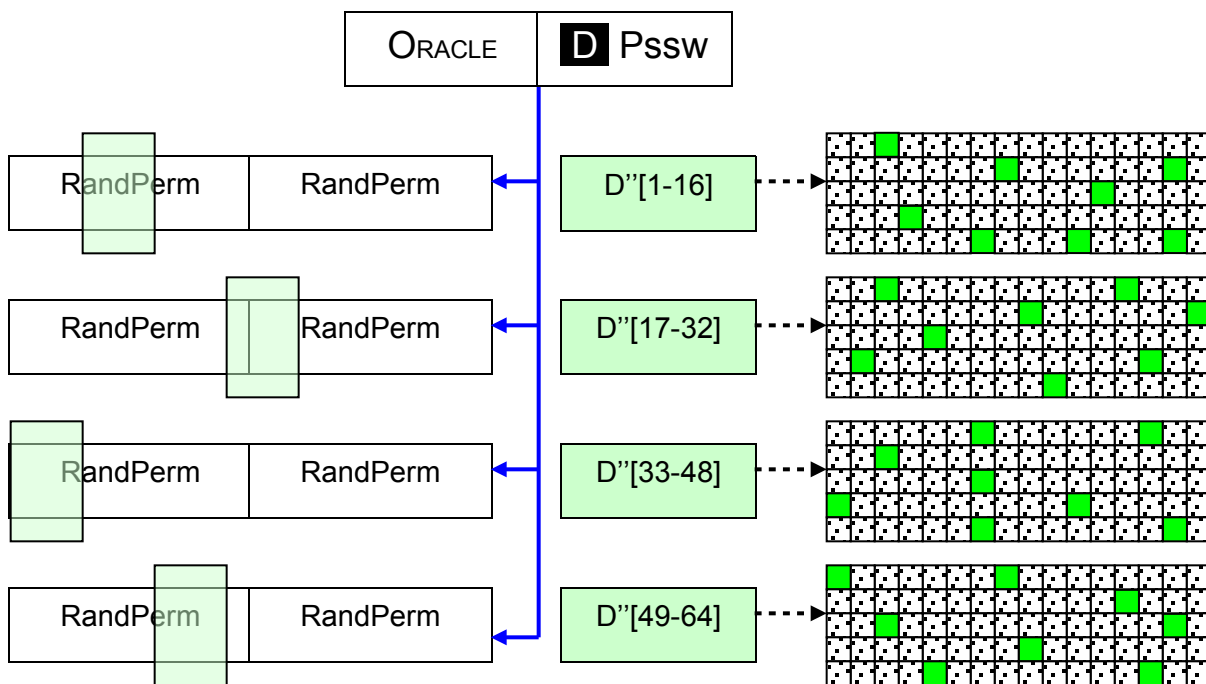 ORACLE D Pssw
RandPerm RandPerm D''[1-16]
RandPerm RandPerm D''[17-32]
RandPerm RandPerm D''[33-48]
RandPerm RandPerm D''[49-64]